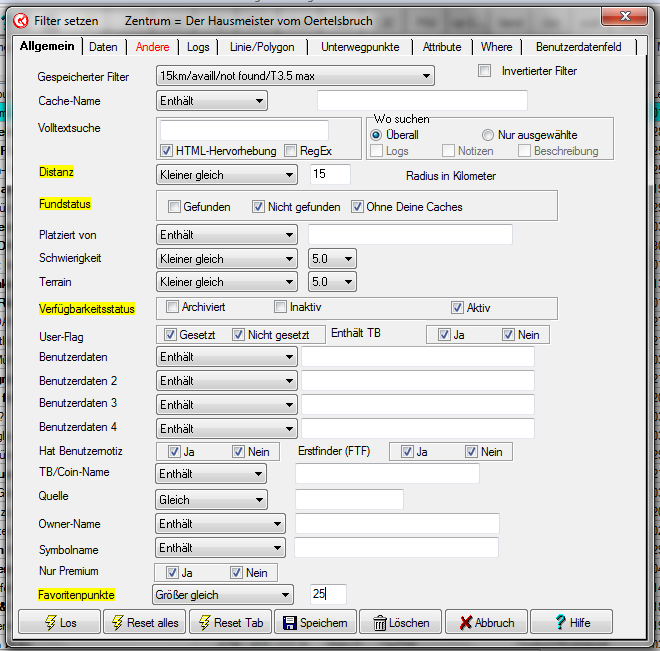 Filter setzen Zentrum = Der Hausmeister vom Oertelsbruch
Allgemein Daten Andere Logs Linie/Polygon Unterwegpunkte Attribute Where Benutzerdatenfeld
Gespeicherter Filter 15km/availl/not found/T3.5 max Invertierter Filter
Cache-Name Enthält
Volltextsuche
HTML-Hervorhebung RegEx
Wo suchen
Überall Nur ausgewählte
Logs Notizen Beschreibung
Distanz Kleiner gleich 15 Radius in Kilometer
Fundstatus Gefunden Nicht gefunden Ohne Deine Caches
Platziert von Enthält
Schwierigkeit Kleiner gleich 5.0
Terrain Kleiner gleich 5.0
Verfügbarkeitsstatus Archiviert Inaktiv Aktiv
User-Flag Gesetzt Nicht gesetzt Enthält TB Ja Nein
Benutzerdaten Enthält
Benutzerdaten 2 Enthält
Benutzerdaten 3 Enthält
Benutzerdaten 4 Enthält
Hat Benutzernotiz Ja Nein Erstfinder (FTF) Ja Nein
TB/Coin-Name Enthält
Quelle Gleich
Owner-Name Enthält
Symbolname Enthält
Nur Premium Ja Nein
Favoritenpunkte Größer gleich 25
Los Reset alles Reset Tab Speichern Löschen Abbruch Hilfe